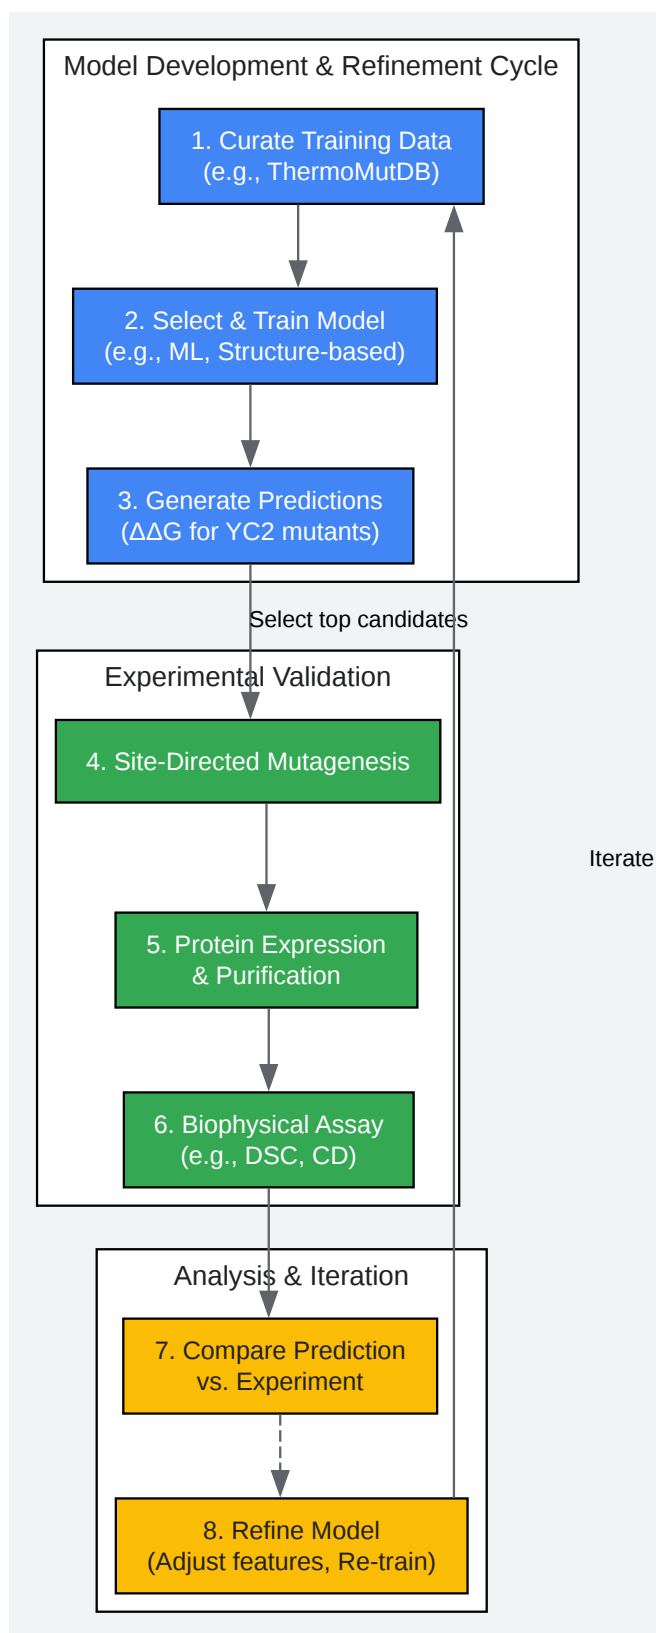 Model Development & Refinement Cycle
1. Curate Training Data
(e.g., ThermoMutDB)
2. Select & Train Model
(e.g., ML, Structure-based)
3. Generate Predictions
(ΔΔG for YC2 mutants)
Select top candidates
Experimental Validation
4. Site-Directed Mutagenesis
Iterate
5. Protein Expression
& Purification
6. Biophysical Assay
(e.g., DSC, CD)
Analysis & Iteration
7. Compare Prediction
vs. Experiment
8. Refine Model
(Adjust features, Re-train)